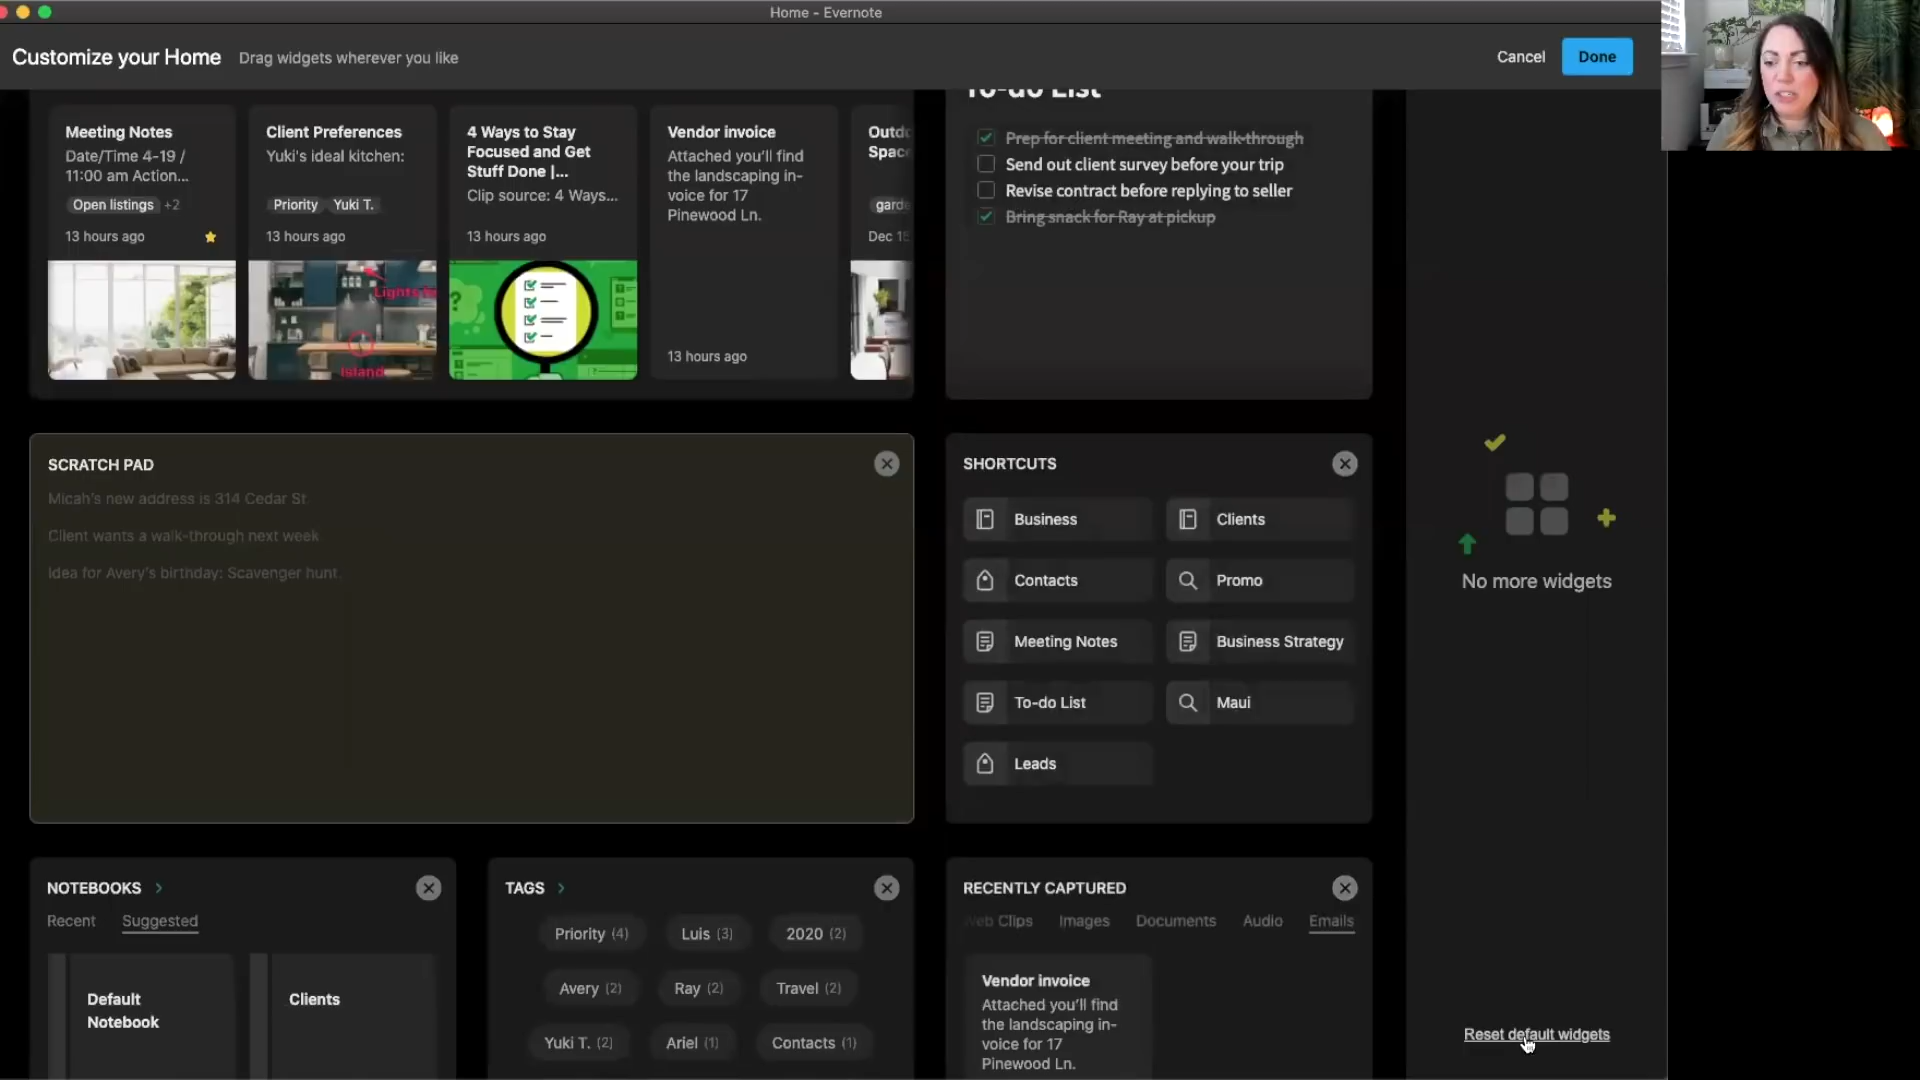 Home - Evernote
Customize your Home
Drag widgets wherever you like
Cancel
Done
Meeting Notes
Date/Time 4-19 /
11:00 am Action...
Open listings +2
13 hours ago
Client Preferences
Yuki's ideal kitchen:
Priority Yuki T.
13 hours ago
Island
4 Ways to Stay
Focused and Get
Stuff Done |...
Clip source: 4 Ways...
13 hours ago
Vendor invoice
Attached you'll find
the landscaping in-
voice for 17
Pinewood Ln.
13 hours ago
To-do List
Prep for client meeting and walk-through
Send out client survey before your trip
Revise contract before replying to seller
Bring snack for Ray at pickup
SCRATCH PAD
Micah's new address is 314 Cedar St.
Client wants a walk-through next week
Idea for Avery's birthday: Scavenger hunt.
SHORTCUTS
Business
Clients
Contacts
Promo
Meeting Notes
Business Strategy
To-do List
Maui
Leads
No more widgets
NOTEBOOKS >
Recent Suggested
Default
Notebook
Clients
TAGS >
Priority (4) Luis (3) 2020 (2)
Avery (2) Ray (2) Travel (2)
Yuki T. (2) Ariel (1) Contacts (1)
RECENTLY CAPTURED
Clips Images Documents Audio Emails
Vendor invoice
Attached you'll find
the landscaping in-
voice for 17
Pinewood Ln.
Reset default widgets